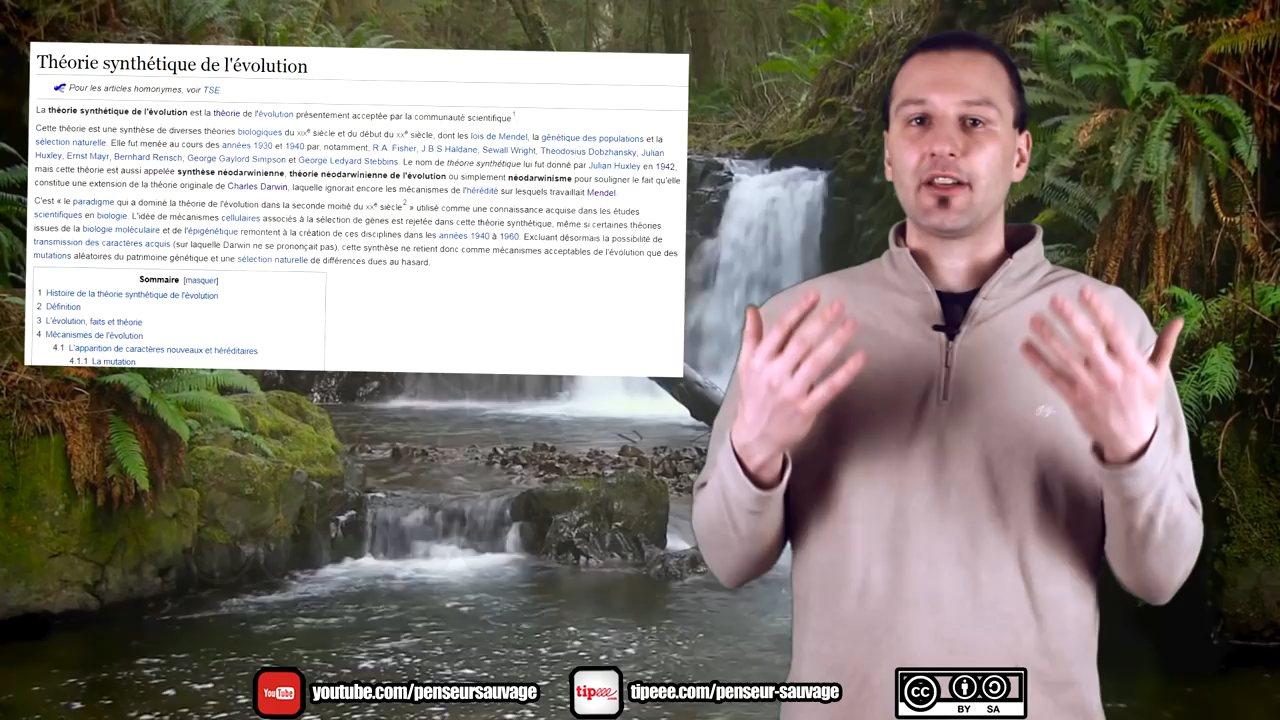 Théorie synthétique de l'évolution
Pour les articles homonymes, voir TSE.
La théorie synthétique de l'évolution est la théorie de l'évolution présentement acceptée par la communauté scientifique1
Cette théorie est une synthèse de diverses théories biologiques du XIXe siècle et du début du XXe siècle, dont les lois de Mendel, la génétique des populations et la
sélection naturelle. Elle fut menée au cours des années 1930 et 1940 par, notamment, R.A. Fisher, J.B.S Haldane, Sewall Wright, Theodosius Dobzhansky, Julian
Huxley, Ernst Mayr, Bernhard Rensch, George Gaylord Simpson et George Ledyard Stebbins. Le nom de théorie synthétique lui fut donné par Julian Huxley en 1942,
mais cette théorie est aussi appelée synthèse néodarwinienne, théorie néodarwinienne de l'évolution ou simplement néodarwinisme pour souligner le fait qu'elle
constitue une extension de la théorie originale de Charles Darwin, laquelle ignorait encore les mécanismes de l'hérédité sur lesquels travaillait Mendel.
C'est « le paradigme qui a dominé la théorie de l'évolution dans la seconde moitié du XXe siècle2 » utilisé comme une connaissance acquise dans les études
scientifiques en biologie. L'idée de mécanismes cellulaires associés à la sélection de gènes est rejetée dans cette théorie synthétique, même si certaines théories
issues de la biologie moléculaire et de l'épigénétique remontent à la création de ces disciplines dans les années 1940 à 1960. Excluant désormais la possibilité de
transmission des caractères acquis (sur laquelle Darwin ne se prononçait pas), cette synthèse ne retient donc comme mécanismes acceptables de l'évolution que des
mutations aléatoires du patrimoine génétique et une sélection naturelle de différences dues au hasard.
Sommaire [masquer]
1 Histoire de la théorie synthétique de l'évolution
2 Définition
3 L'évolution, faits et théorie
4 Mécanismes de l'évolution
4.1 L'apparition de caractères nouveaux et héréditaires
4.1.1 La mutation
YouTube
youtube.com/penseursauvage
tipeee
tipeee.com/penseur-sauvage
cc
BY SA